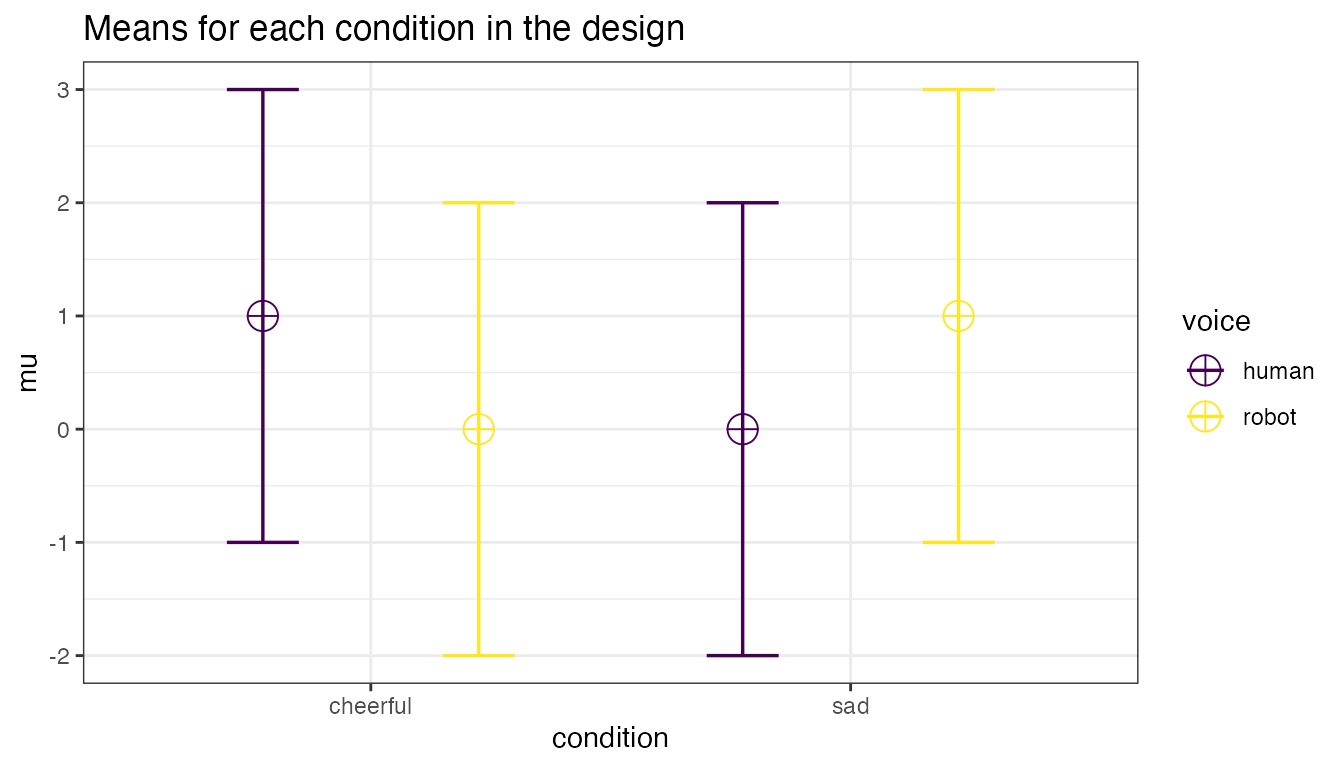 Means for each condition in the design
3
2
1
0
-1
-2
mu
cheerful
sad
condition
voice
human
robot